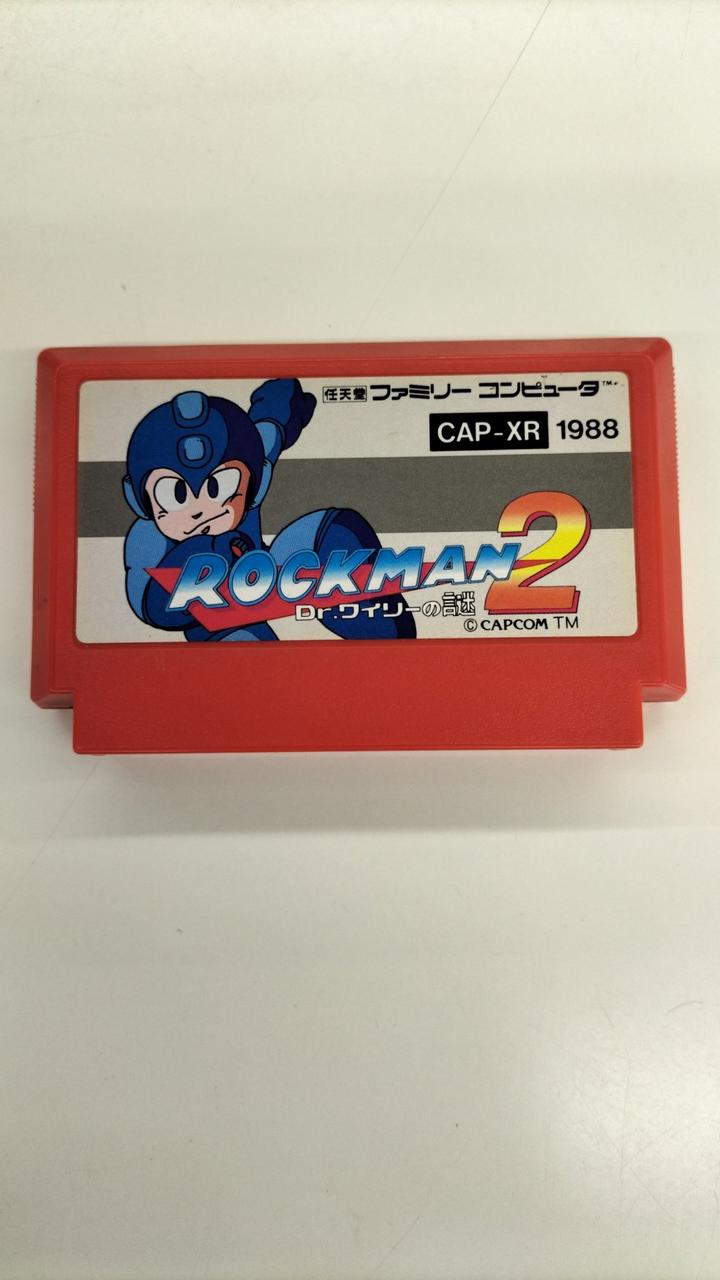 任天堂 ファミリー コンピュータ™
CAP-XR 1988
ROCKMAN 2
Dr.ワイリーの謎
©CAPCOM TM